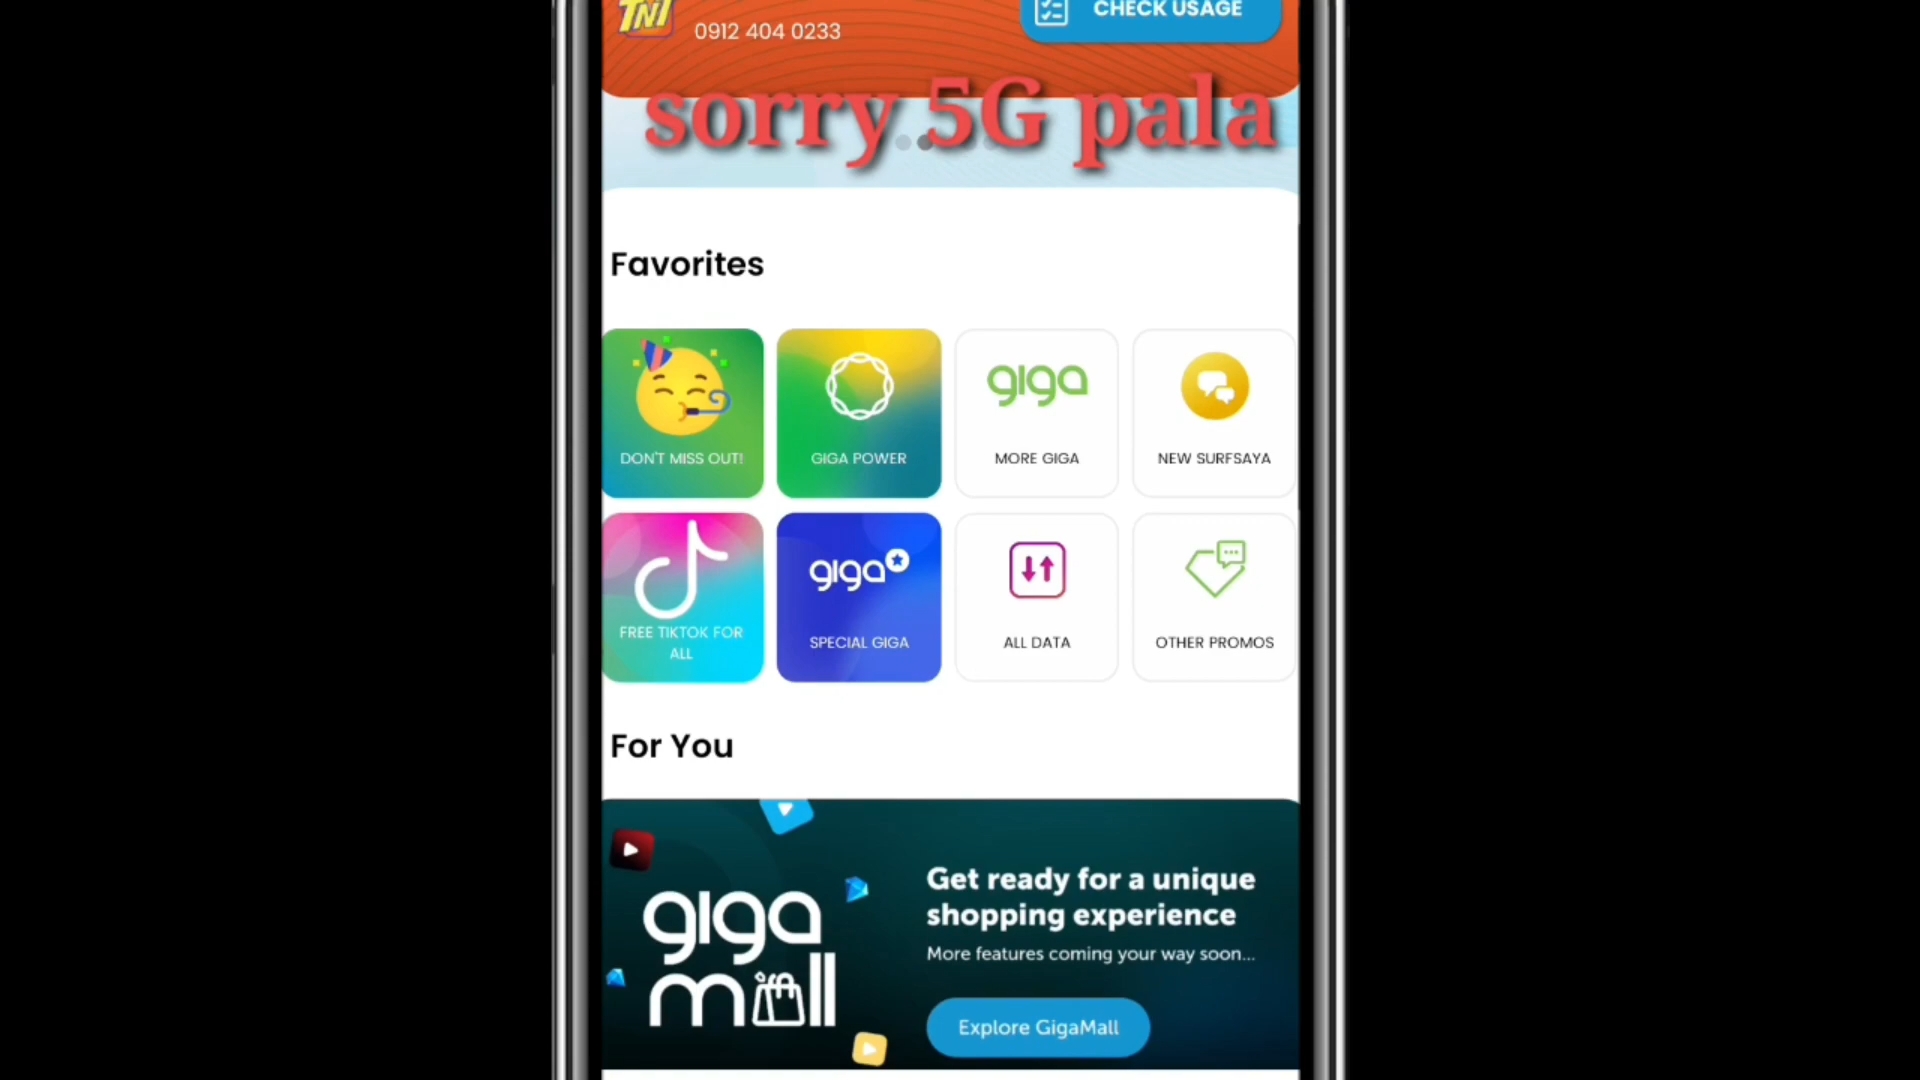 TNT
CHECK USAGE
0912 404 0233
sorry 5G pala
Favorites
DON'T MISS OUT!
GIGA POWER
giga
MORE GIGA
NEW SURFSAYA
FREE TIKTOK FOR
ALL
giga
SPECIAL GIGA
ALL DATA
OTHER PROMOS
For You
giga
mall
Get ready for a unique
shopping experience
More features coming your way soon...
Explore GigaMall